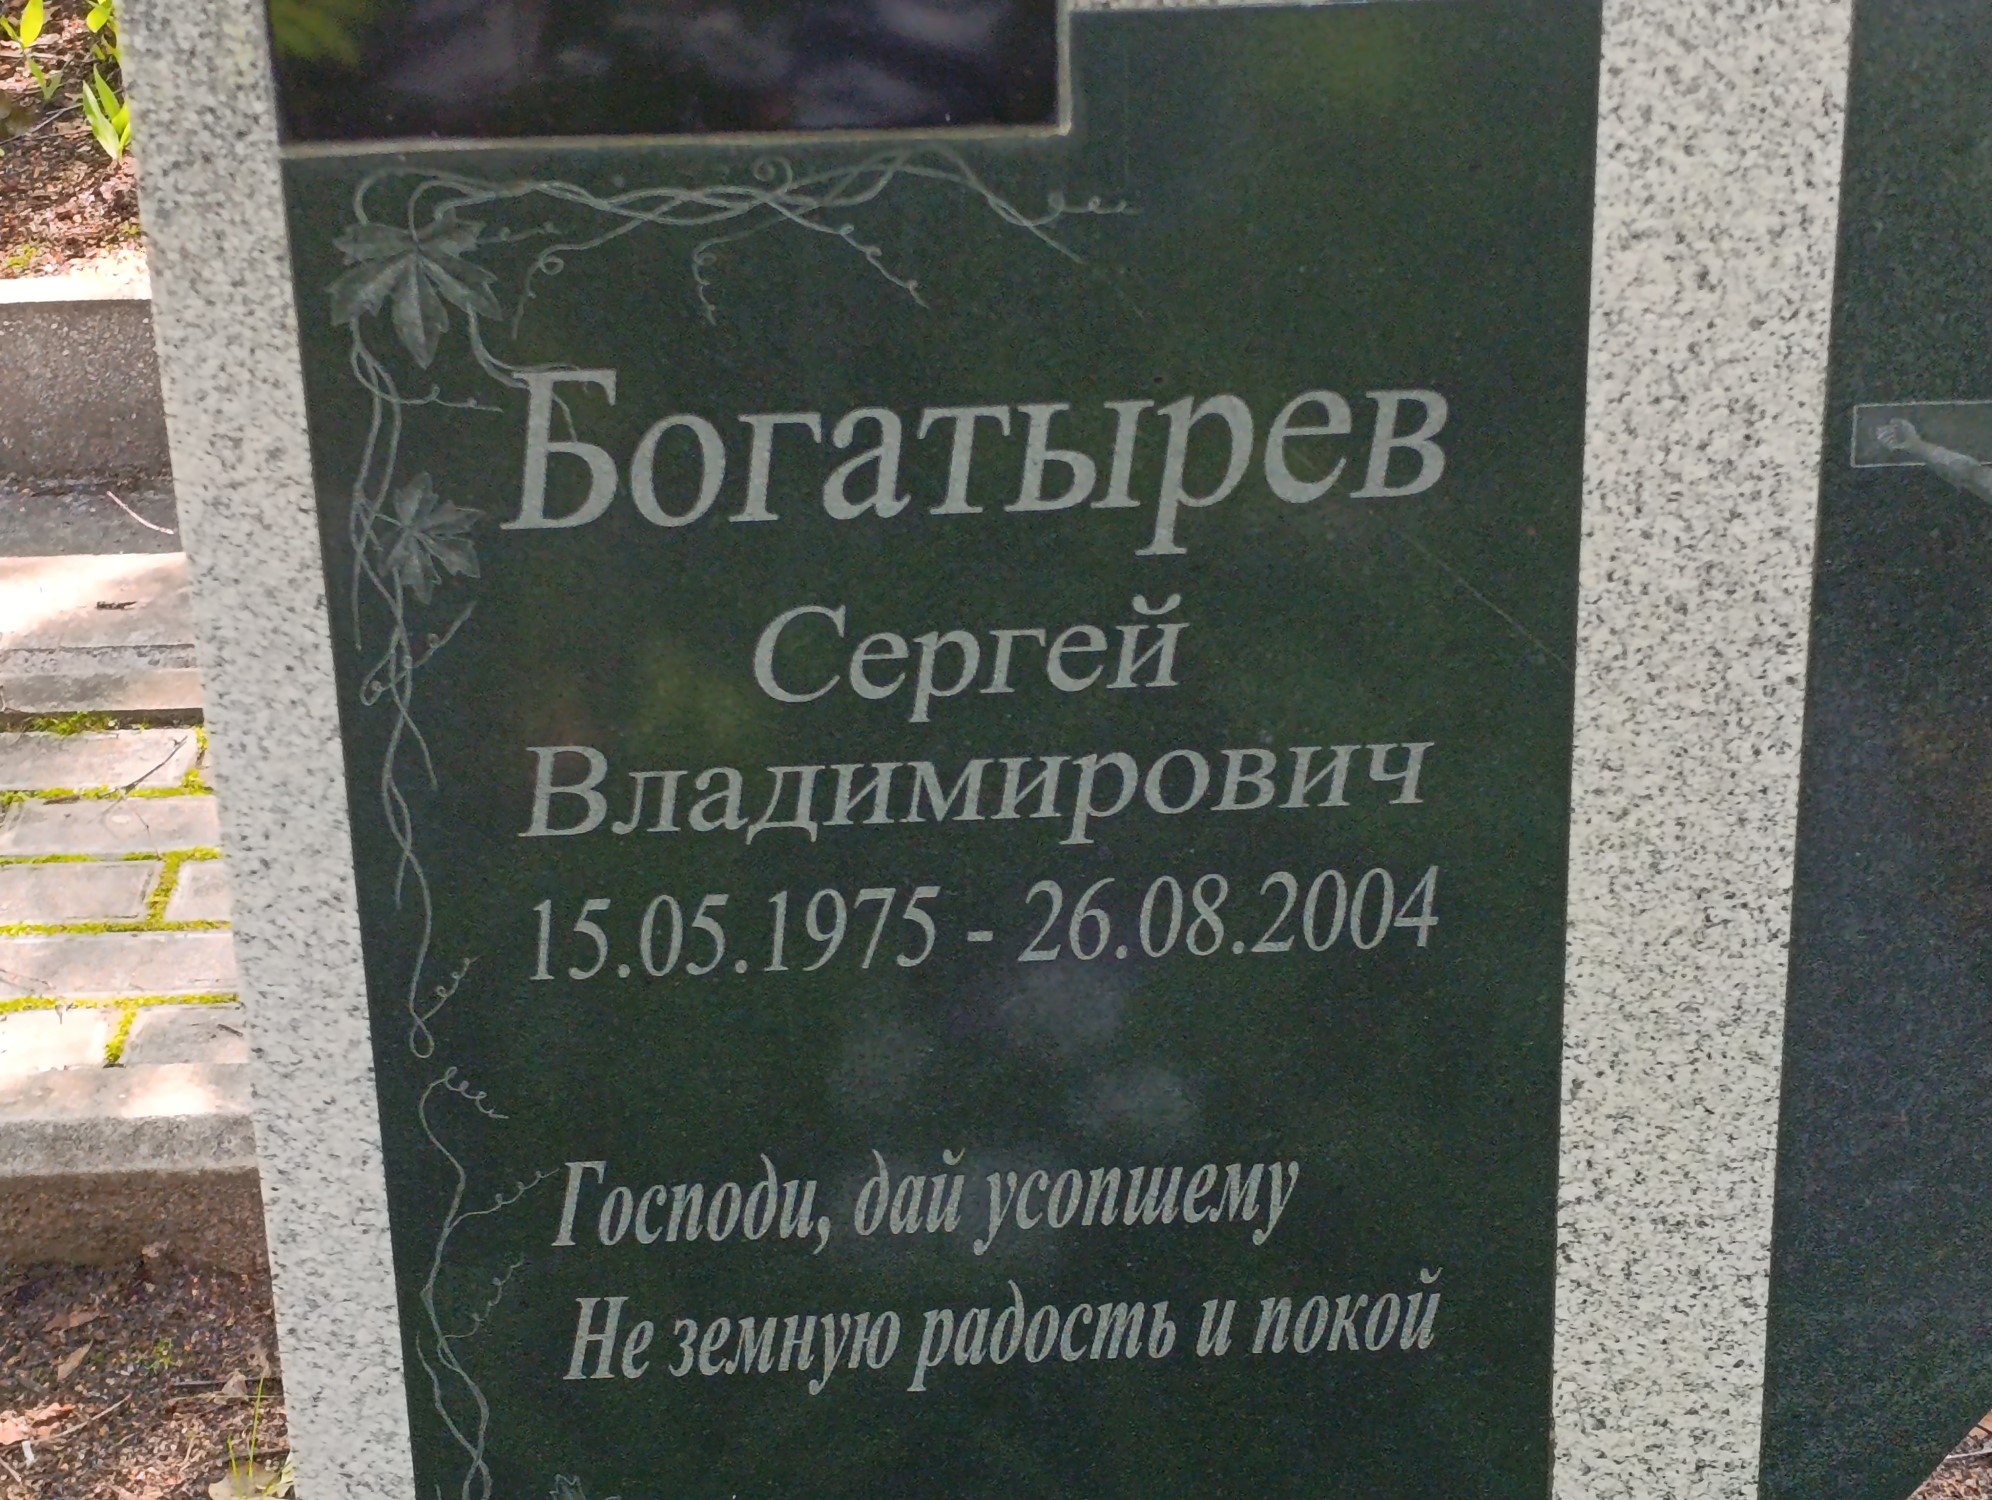 Богатырев
Сергей
Владимирович
15.05.1975 - 26.08.2004
Господи, дай усопшему
Не земную радость и покой